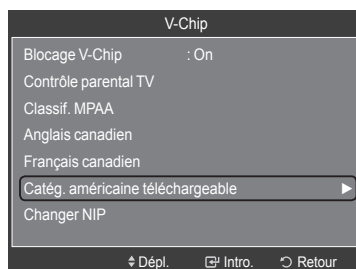 V-Chip
Blocage V-Chip : On
Contrôle parental TV
Classif. MPAA
Anglais canadien
Français canadien
Catég. américaine téléchargeable
Changer NIP
Dépl. Intro. Retour